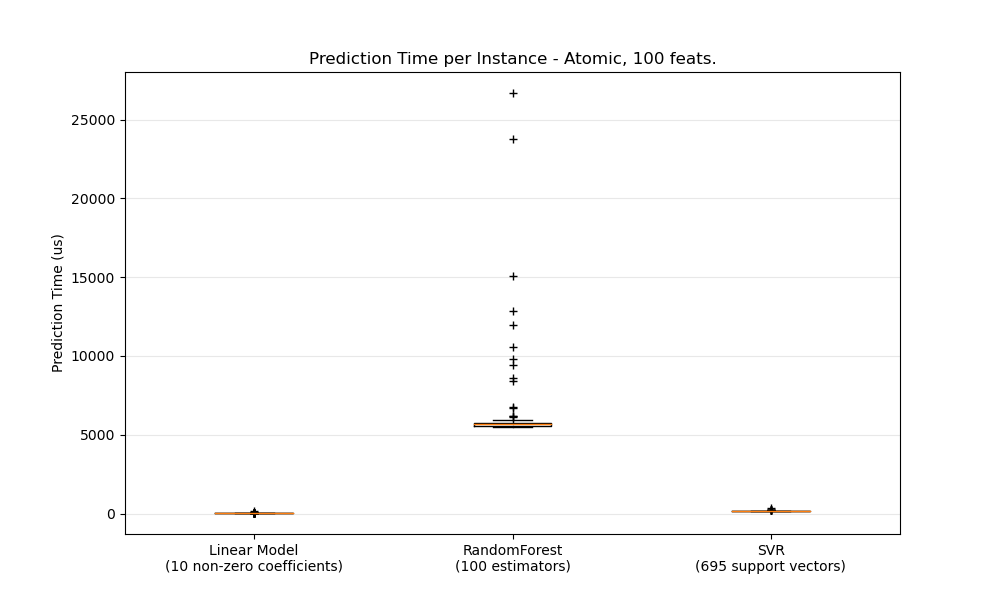 Prediction Time per Instance - Atomic, 100 feats.
25000
20000
15000
10000
5000
0
Prediction Time (us)
Linear Model
(10 non-zero coefficients)
RandomForest
(100 estimators)
SVR
(695 support vectors)